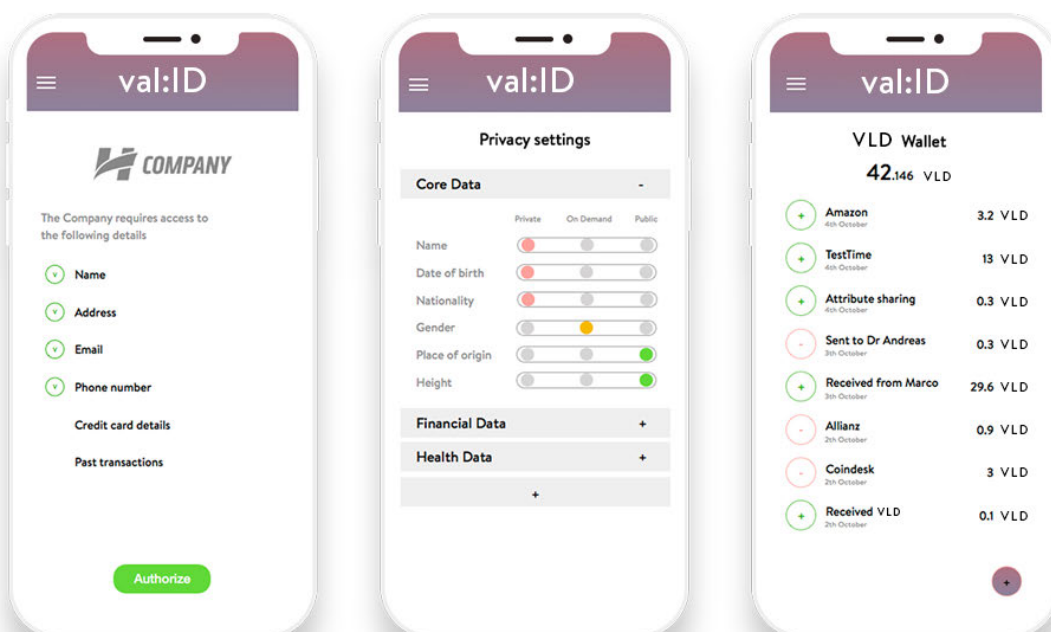 val:ID
COMPANY
The Company requires access to
the following details
v Name
v Address
v Email
v Phone number
Credit card details
Past transactions
Authorize
val:ID
Privacy settings
Core Data -
Private On Demand Public
Name
Date of birth
Nationality
Gender
Place of origin
Height
Financial Data +
Health Data +
+
val:ID
VLD Wallet
42.146 VLD
+ Amazon 3.2 VLD
4th October
+ TestTime 13 VLD
4th October
+ Attribute sharing 0.3 VLD
4th October
- Sent to Dr Andreas 0.3 VLD
3th October
+ Received from Marco 29.6 VLD
3th October
- Allianz 0.9 VLD
2th October
- Coindesk 3 VLD
2th October
+ Received VLD 0.1 VLD
2th October
+